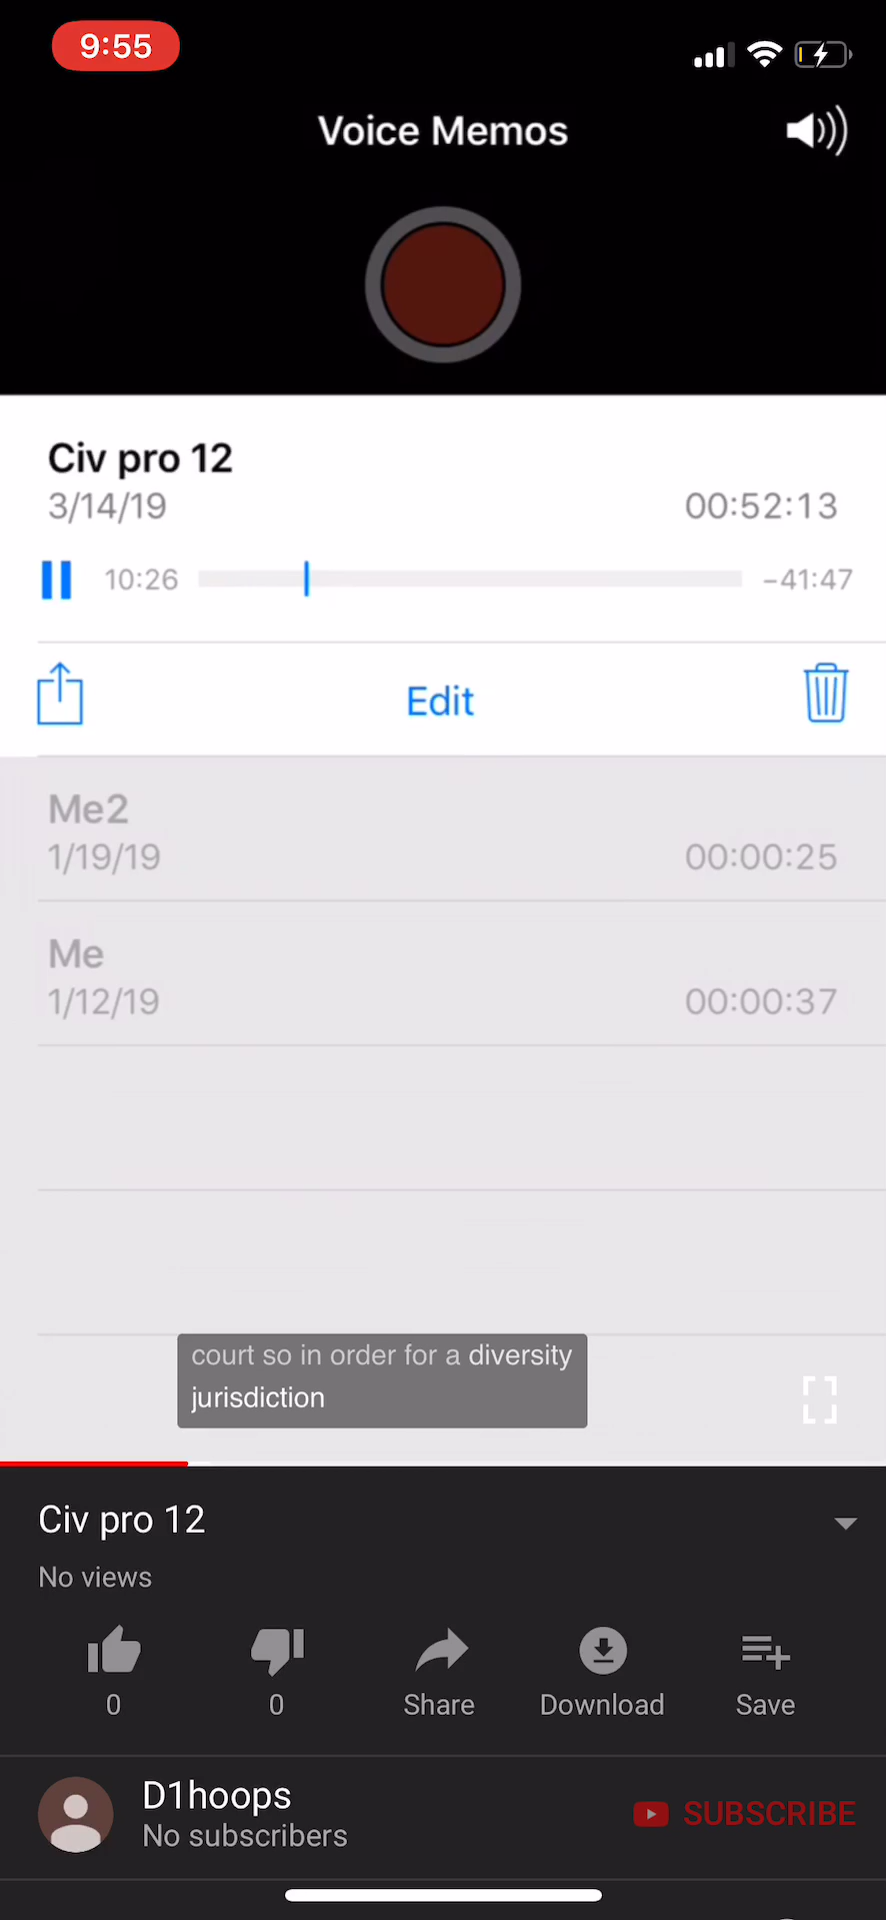 9:55
Voice Memos
Civ pro 12
3/14/19 00:52:13
10:26 −41:47
Edit
Me2
1/19/19 00:00:25
Me
1/12/19 00:00:37
court so in order for a diversity
jurisdiction
Civ pro 12
No views
0 0 Share Download Save
D1hoops
No subscribers
SUBSCRIBE